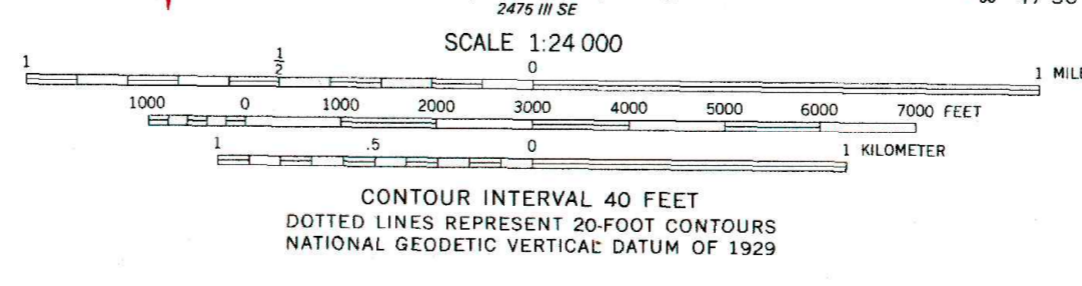 2475 III SE
SCALE 1:24 000
1 1/2 0 1 MILE
1000 0 1000 2000 3000 4000 5000 6000 7000 FEET
1 .5 0 1 KILOMETER
CONTOUR INTERVAL 40 FEET
DOTTED LINES REPRESENT 20-FOOT CONTOURS
NATIONAL GEODETIC VERTICAL DATUM OF 1929